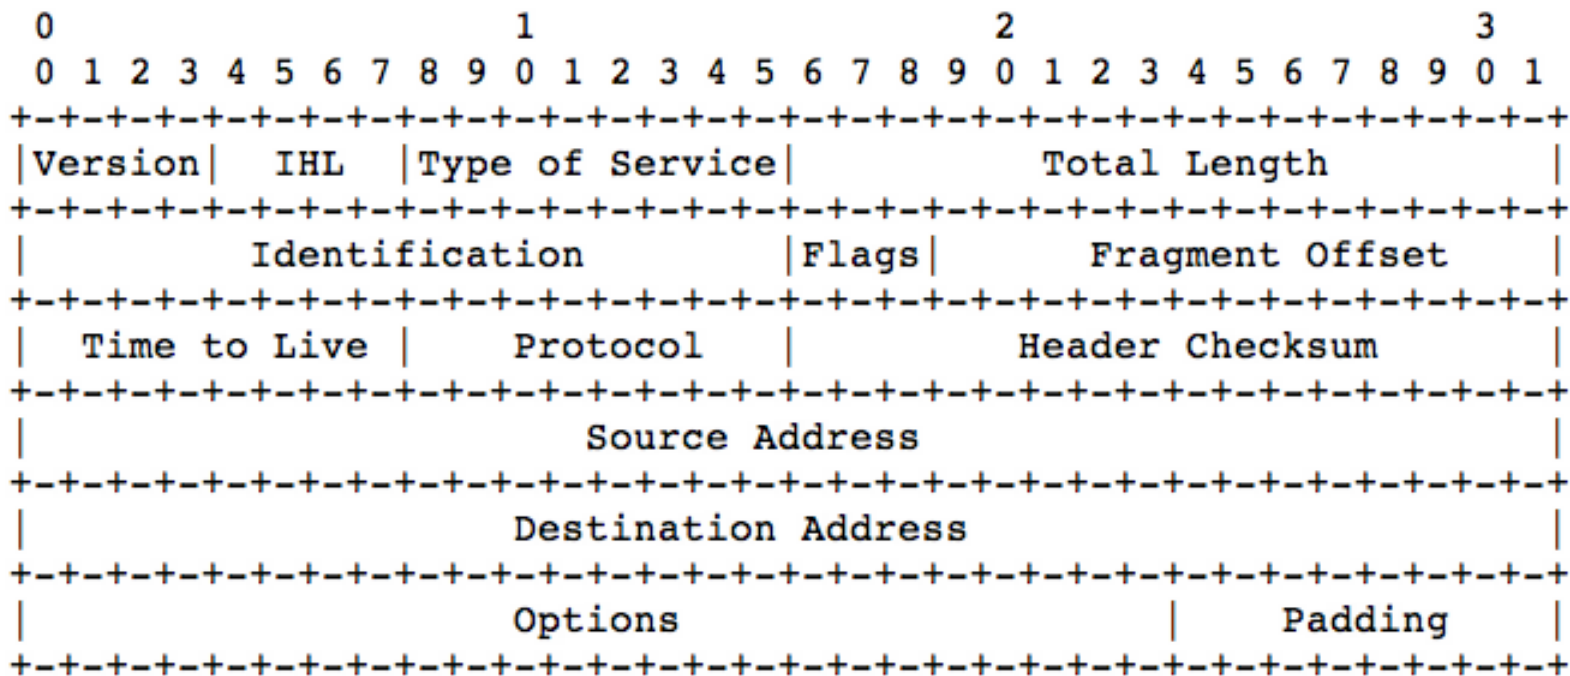 0                   1                   2                   3
 0 1 2 3 4 5 6 7 8 9 0 1 2 3 4 5 6 7 8 9 0 1 2 3 4 5 6 7 8 9 0 1
+-+-+-+-+-+-+-+-+-+-+-+-+-+-+-+-+-+-+-+-+-+-+-+-+-+-+-+-+-+-+-+-+
|Version|  IHL  |Type of Service|          Total Length         |
+-+-+-+-+-+-+-+-+-+-+-+-+-+-+-+-+-+-+-+-+-+-+-+-+-+-+-+-+-+-+-+-+
|         Identification        |Flags|      Fragment Offset    |
+-+-+-+-+-+-+-+-+-+-+-+-+-+-+-+-+-+-+-+-+-+-+-+-+-+-+-+-+-+-+-+-+
|  Time to Live |    Protocol   |         Header Checksum       |
+-+-+-+-+-+-+-+-+-+-+-+-+-+-+-+-+-+-+-+-+-+-+-+-+-+-+-+-+-+-+-+-+
|                       Source Address                          |
+-+-+-+-+-+-+-+-+-+-+-+-+-+-+-+-+-+-+-+-+-+-+-+-+-+-+-+-+-+-+-+-+
|                    Destination Address                        |
+-+-+-+-+-+-+-+-+-+-+-+-+-+-+-+-+-+-+-+-+-+-+-+-+-+-+-+-+-+-+-+-+
|                    Options                    |    Padding    |
+-+-+-+-+-+-+-+-+-+-+-+-+-+-+-+-+-+-+-+-+-+-+-+-+-+-+-+-+-+-+-+-+